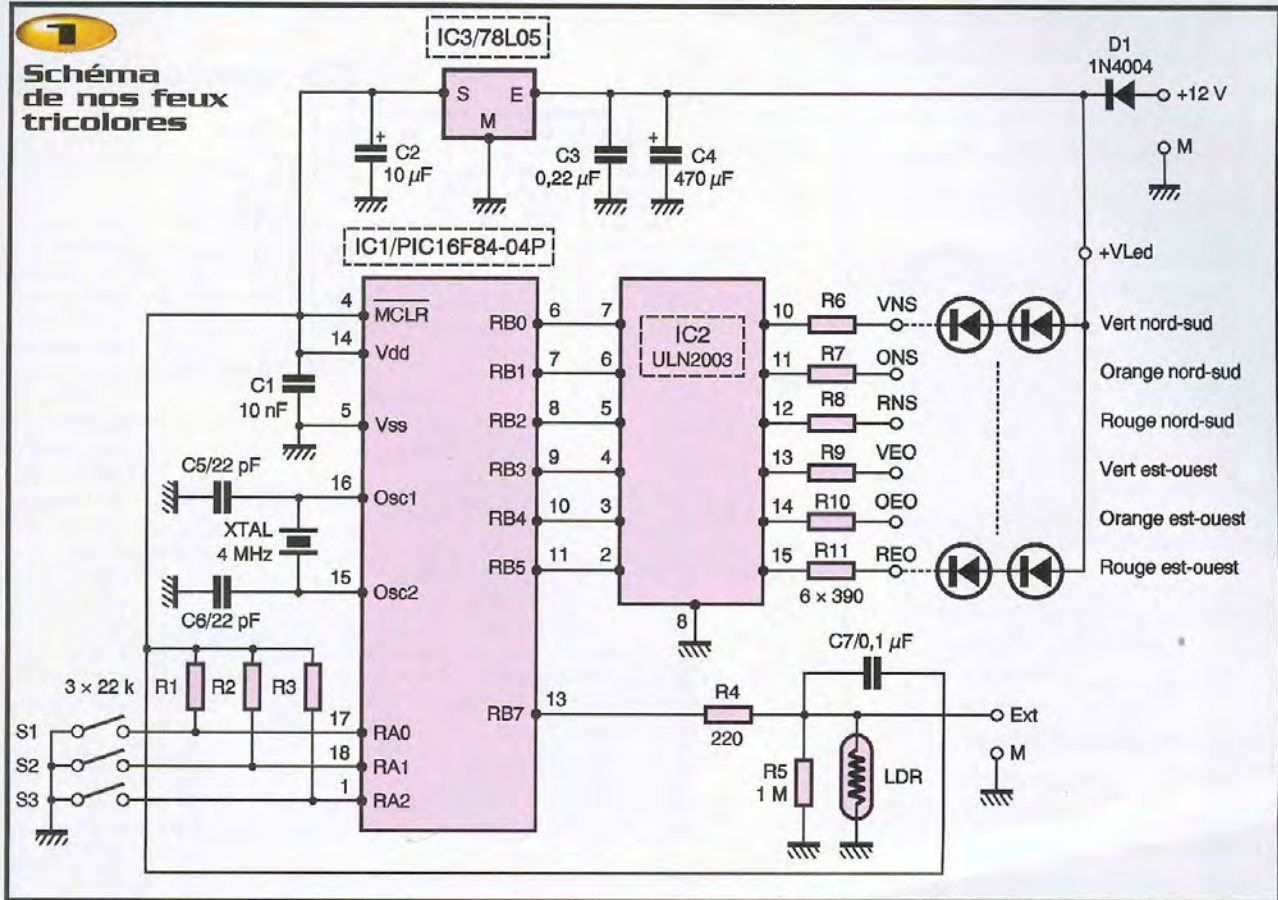 1
Schéma
de nos feux
tricolores
IC3/78L05
S E
M
D1
1N4004
+12 V
M
+
C2
10 µF
C3
0,22 µF
+
C4
470 µF
+VLed
IC1/PIC16F84-04P
4
MCLR
14
Vdd
C1
10 nF
5
Vss
C5/22 pF
16
Osc1
XTAL
4 MHz
15
Osc2
C6/22 pF
3 × 22 k
R1 R2 R3
S1
17
RA0
S2
18
RA1
S3
1
RA2
RB0 6 7
RB1 7 6
RB2 8 5
RB3 9 4
RB4 10 3
RB5 11 2
IC2
ULN2003
8
10 R6 VNS Vert nord-sud
11 R7 ONS Orange nord-sud
12 R8 RNS Rouge nord-sud
13 R9 VEO Vert est-ouest
14 R10 OEO Orange est-ouest
15 R11 REO Rouge est-ouest
6 × 390
C7/0,1 µF
RB7 13
R4
220
R5
1 M
LDR
Ext
M